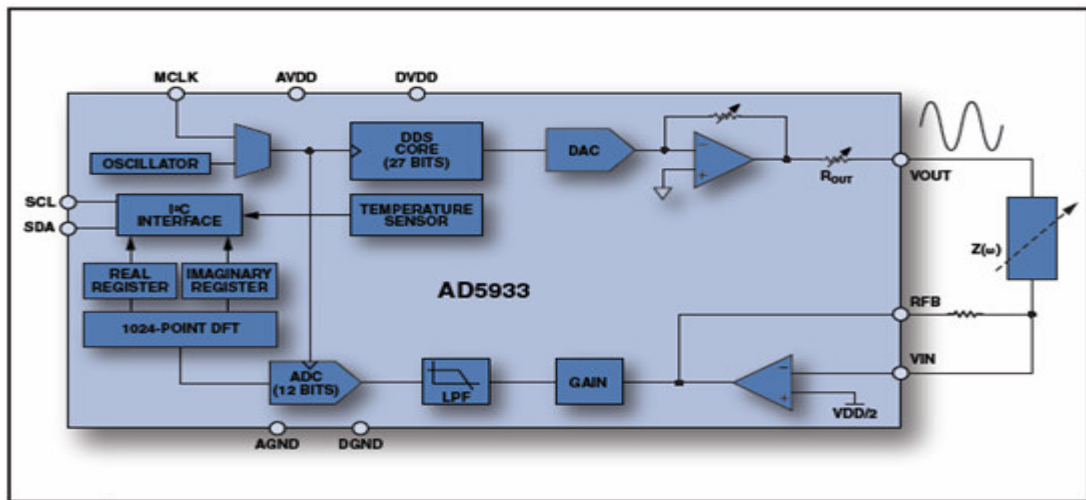 MCLK
AVDD
DVDD
OSCILLATOR
DDS
CORE
(27 BITS)
DAC
ROUT
VOUT
SCL
SDA
I²C
INTERFACE
TEMPERATURE
SENSOR
Z(ω)
REAL
REGISTER
IMAGINARY
REGISTER
AD5933
RFB
1024-POINT DFT
VIN
ADC
(12 BITS)
LPF
GAIN
VDD/2
AGND
DGND